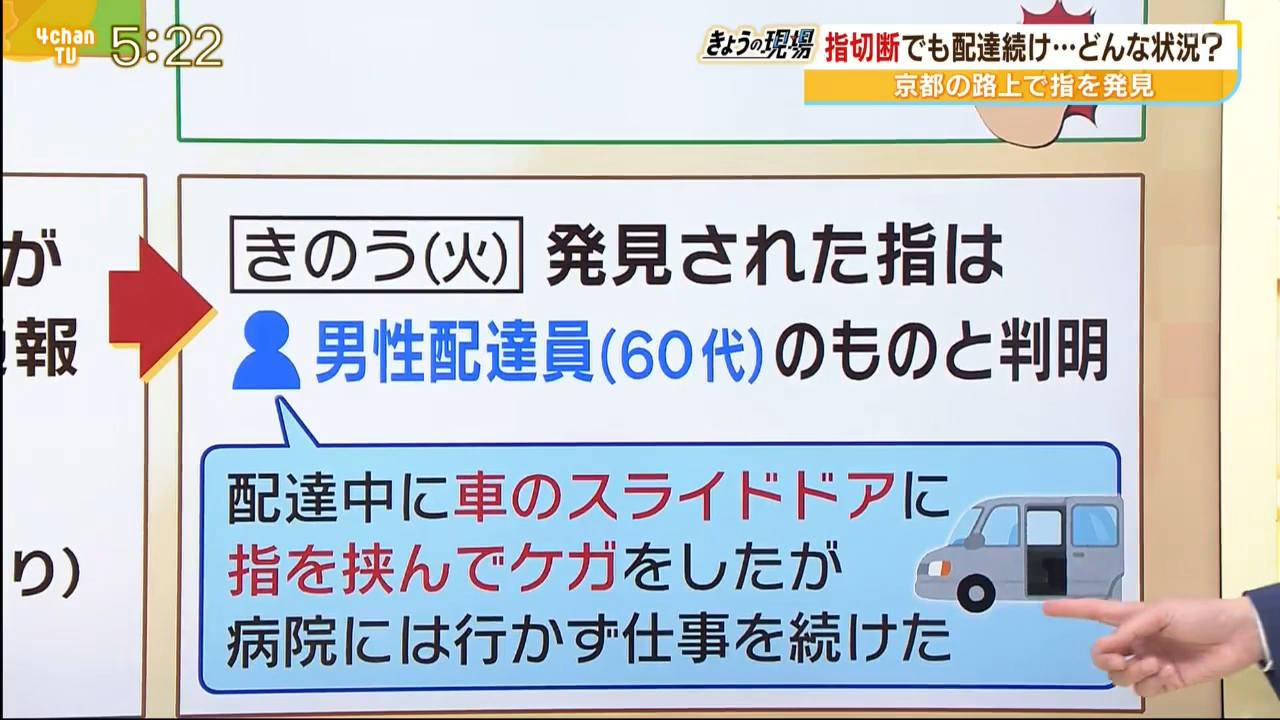 4chan
TV
5:22
きょうの現場
指切断でも配達続け…どんな状況？
京都の路上で指を発見
が
報
り）
きのう(火) 発見された指は
男性配達員(60代)のものと判明
配達中に車のスライドドアに
指を挟んでケガをしたが
病院には行かず仕事を続けた